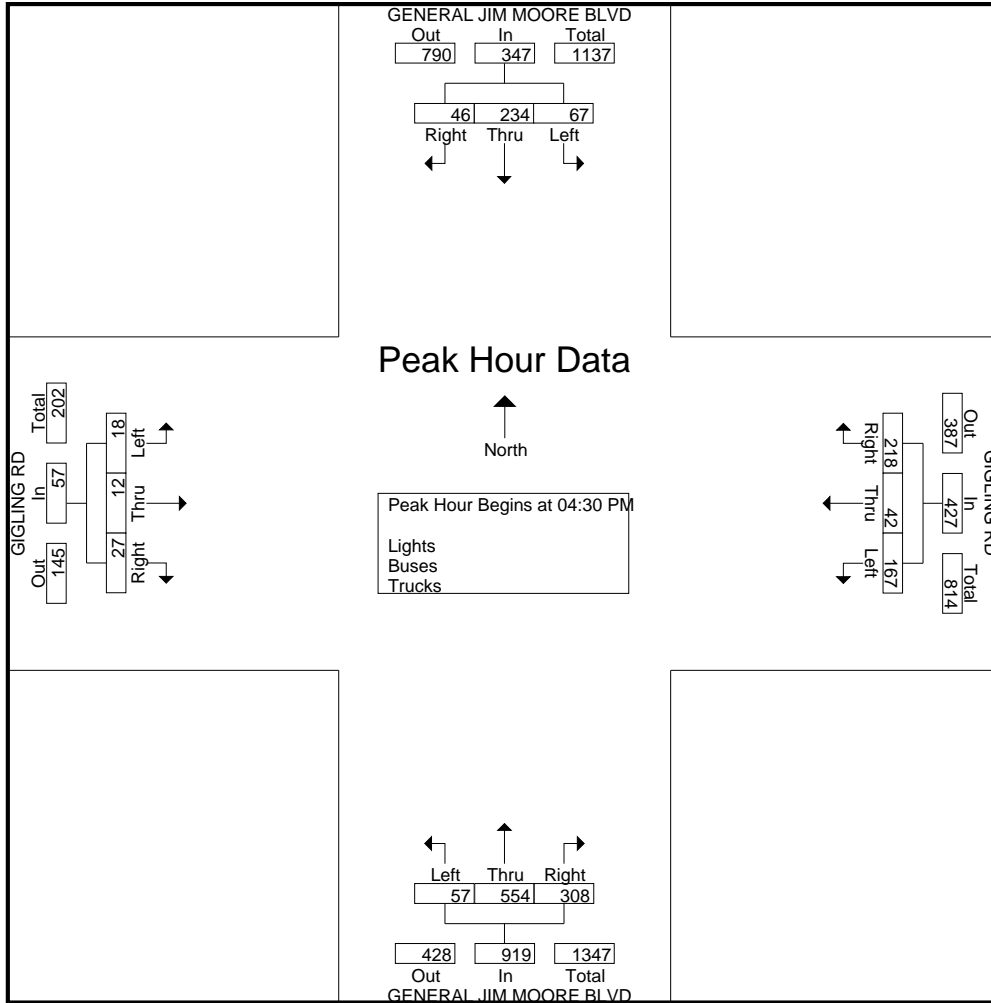 GENERAL JIM MOORE BLVD
Out In Total
790 347 1137
46 234 67
Right Thru Left
Peak Hour Data
North
Peak Hour Begins at 04:30 PM
Lights
Buses
Trucks
GIGLING RD
Total In Out
202 57 145
18 12 27
Left Thru Right
Right Thru Left
218 42 167
Out In Total
387 427 814
GIGLING RD
Left Thru Right
57 554 308
428 919 1347
Out In Total
GENERAL JIM MOORE BLVD